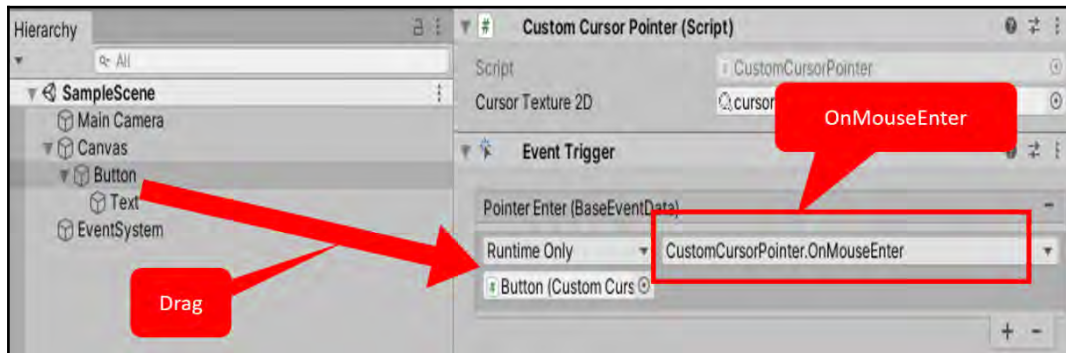 Hierarchy
All
SampleScene
Main Camera
Canvas
Button
Text
EventSystem
Drag
# Custom Cursor Pointer (Script)
Script
# CustomCursorPointer
Cursor Texture 2D
cursor
OnMouseEnter
Event Trigger
Pointer Enter (BaseEventData)
Runtime Only
CustomCursorPointer.OnMouseEnter
# Button (Custom Curs
+ -